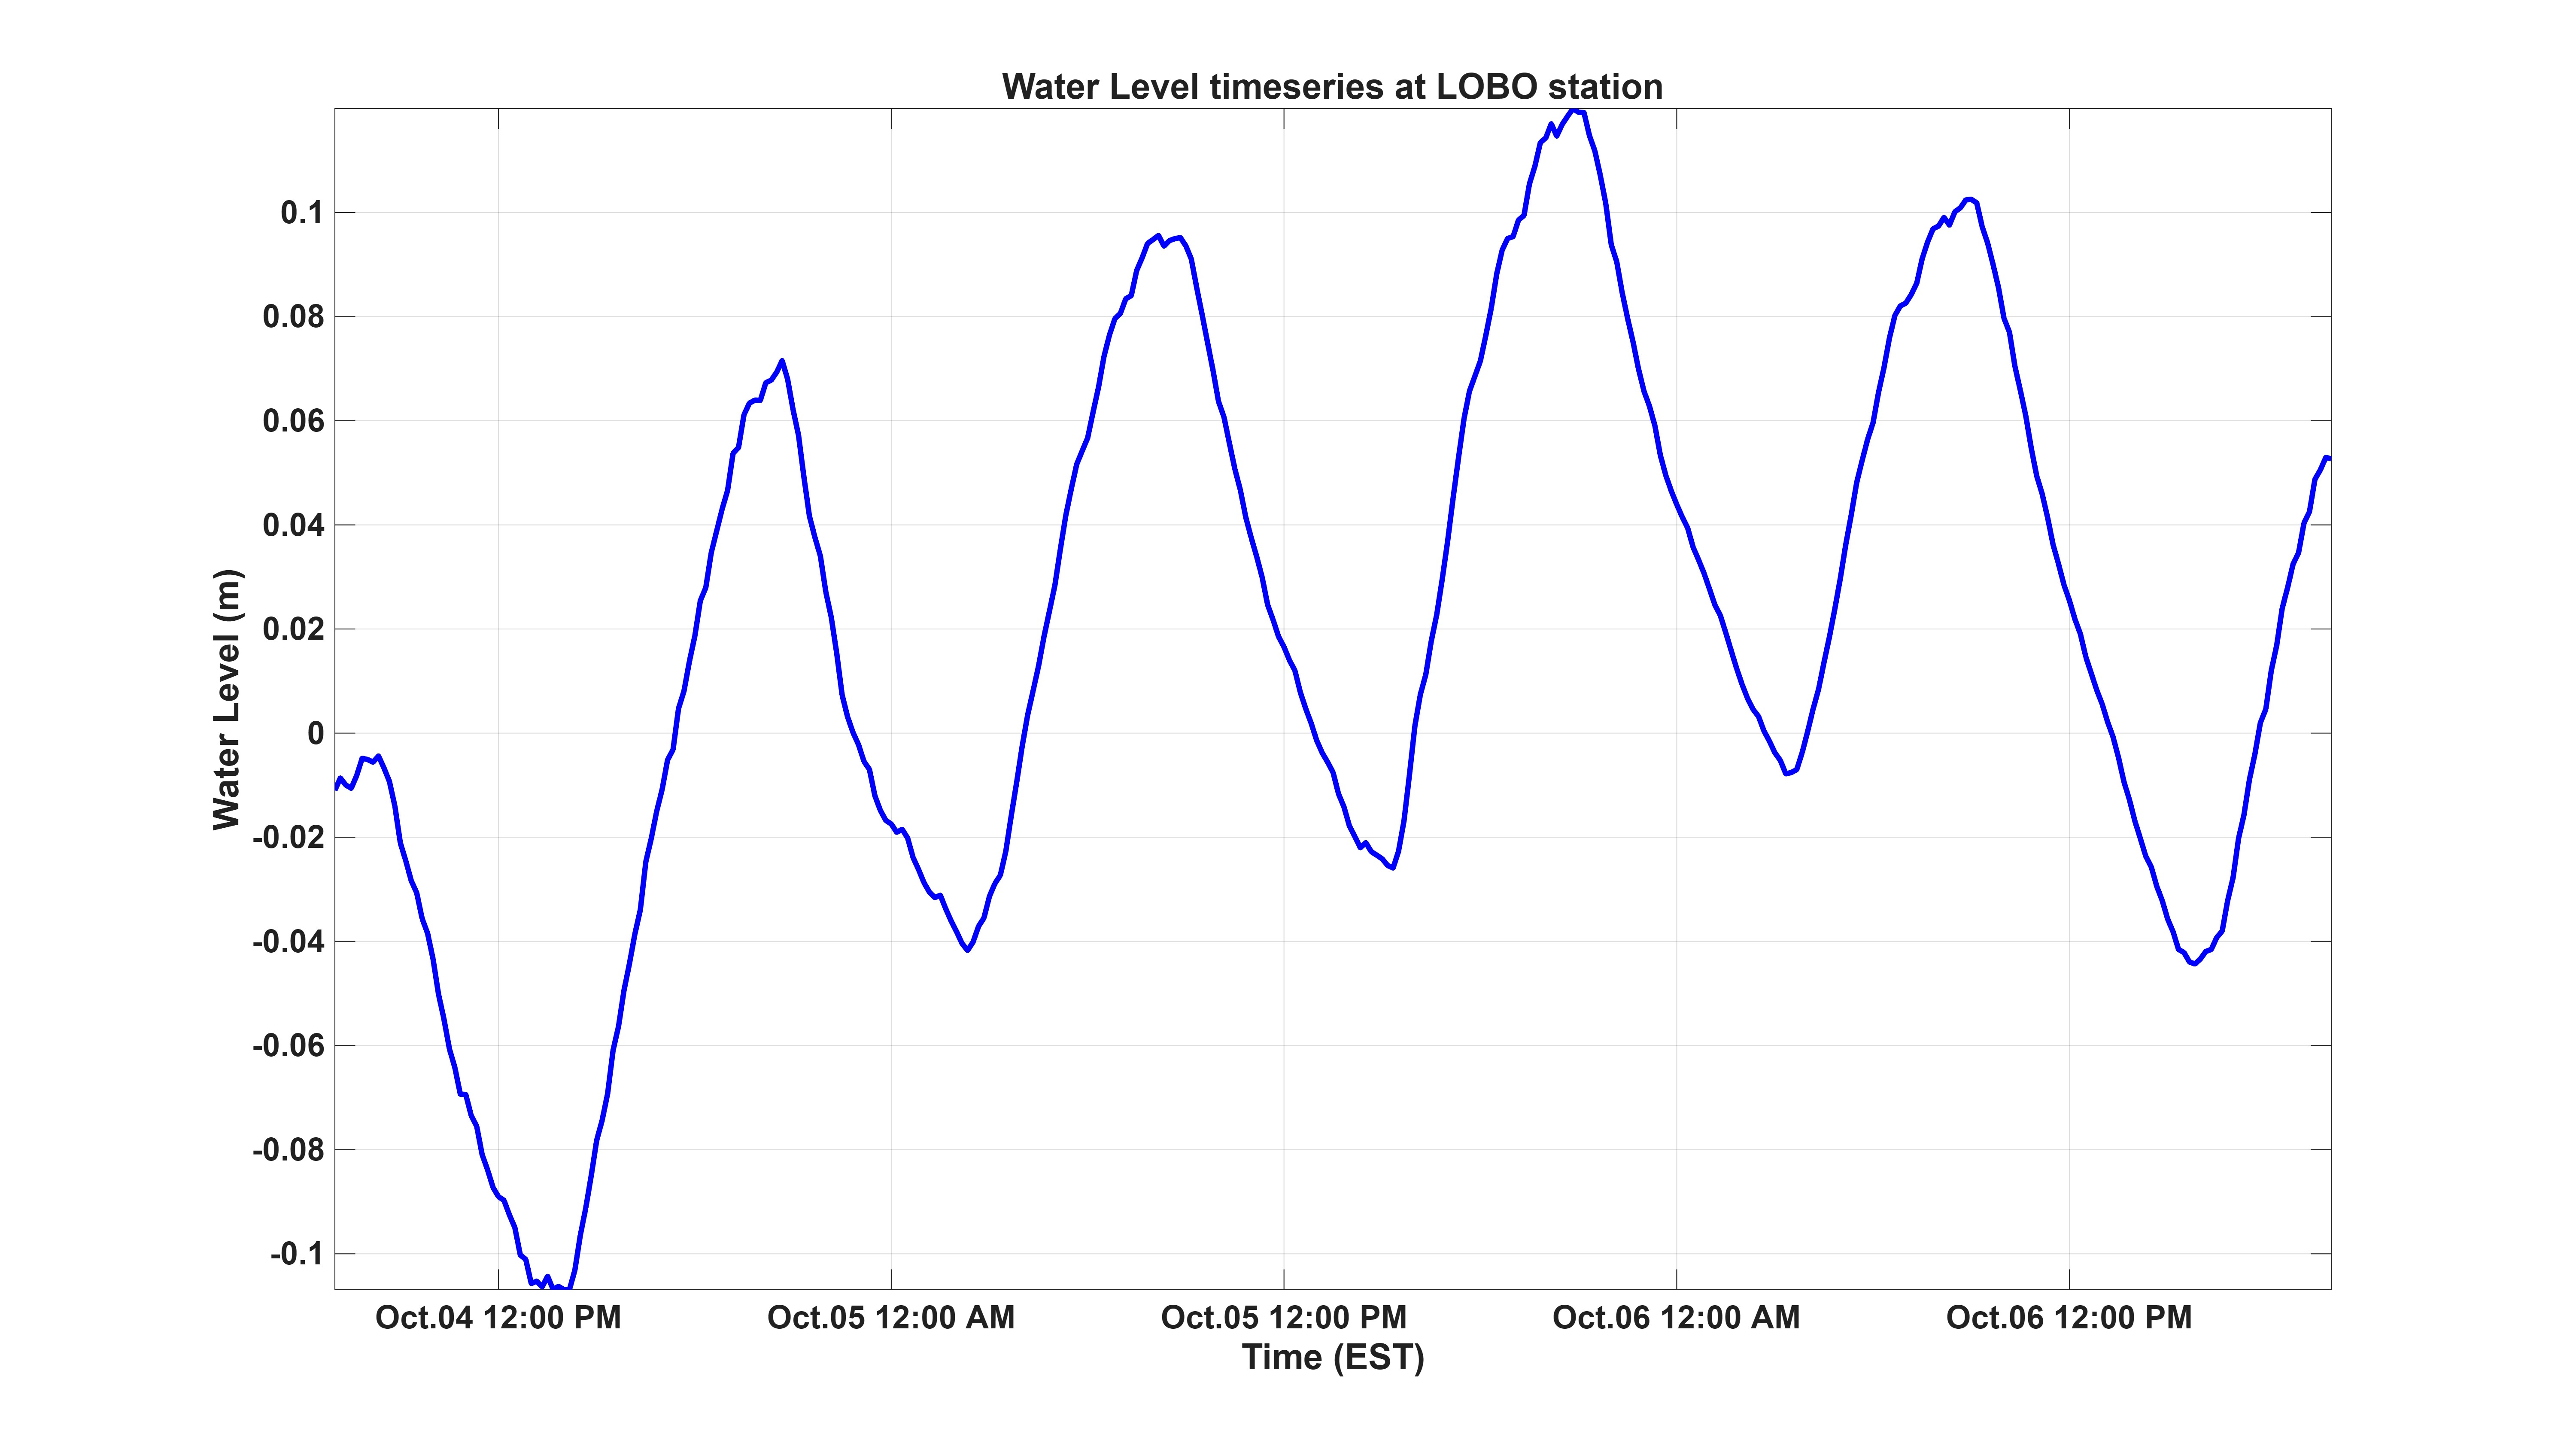 Water Level timeseries at LOBO station
Water Level (m)
0.1
0.08
0.06
0.04
0.02
0
-0.02
-0.04
-0.06
-0.08
-0.1
Oct.04 12:00 PM
Oct.05 12:00 AM
Oct.05 12:00 PM
Oct.06 12:00 AM
Oct.06 12:00 PM
Time (EST)